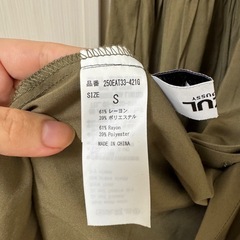 品番 250EAT33-421G
SIZE
S
61% レーヨン
39% ポリエステル
61% Rayon
39% Polyester
MADE IN CHINA